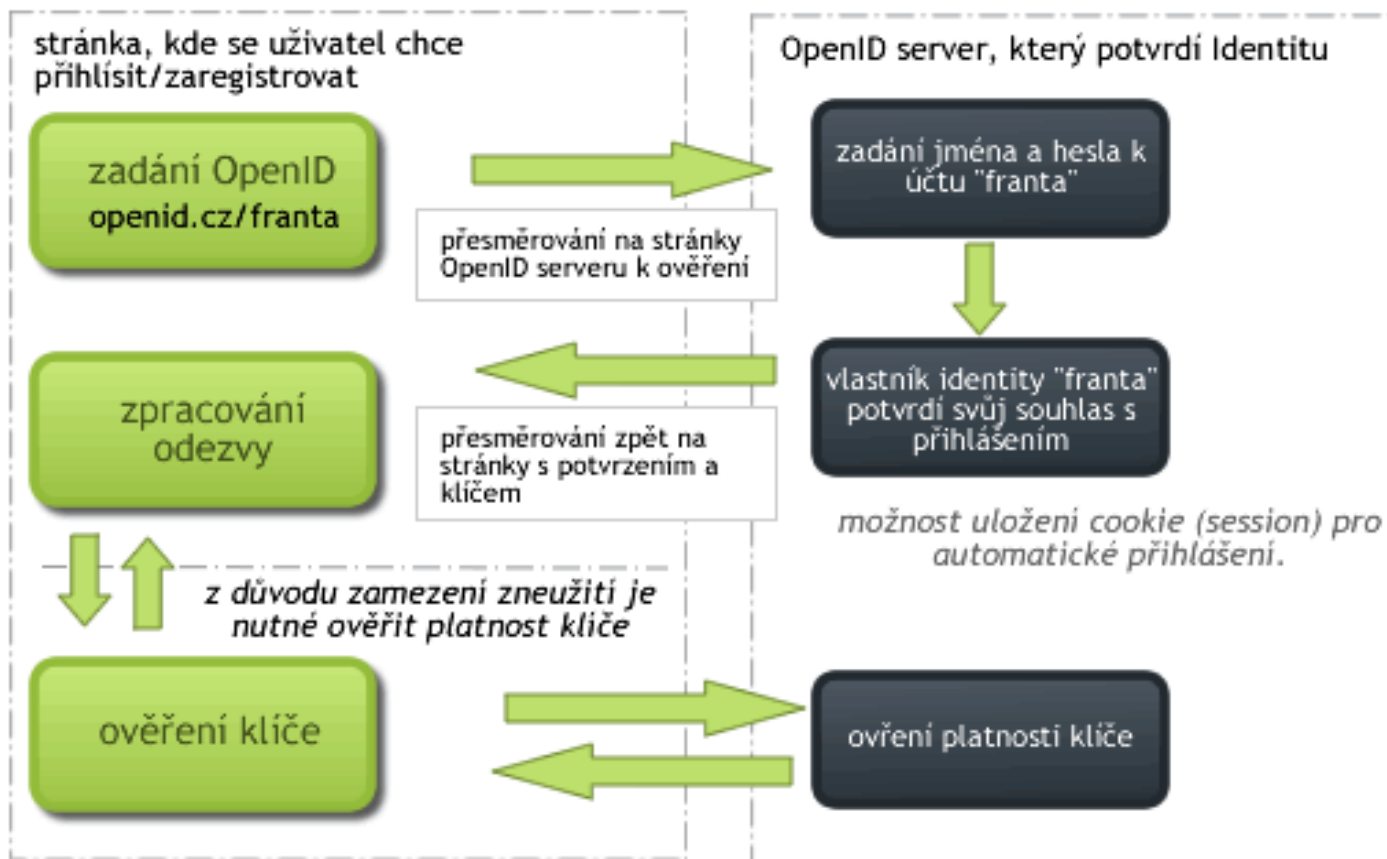 stránka, kde se uživatel chce
přihlísit/zaregistrovat
OpenID server, který potvrdí Identitu
zadání OpenID
openid.cz/franta
zadání jména a hesla k
účtu "franta"
přesměrování na stránky
OpenID serveru k ověření
zpracování
odezvy
vlastník identity "franta"
potvrdí svůj souhlas s
přihlášením
přesměrování zpět na
stránky s potvrzením a
klíčem
možnost uložení cookie (session) pro
automatické přihlášení.
z důvodu zamezení zneužití je
nutné ověřit platnost klíče
ověření klíče
ovření platnosti klíče